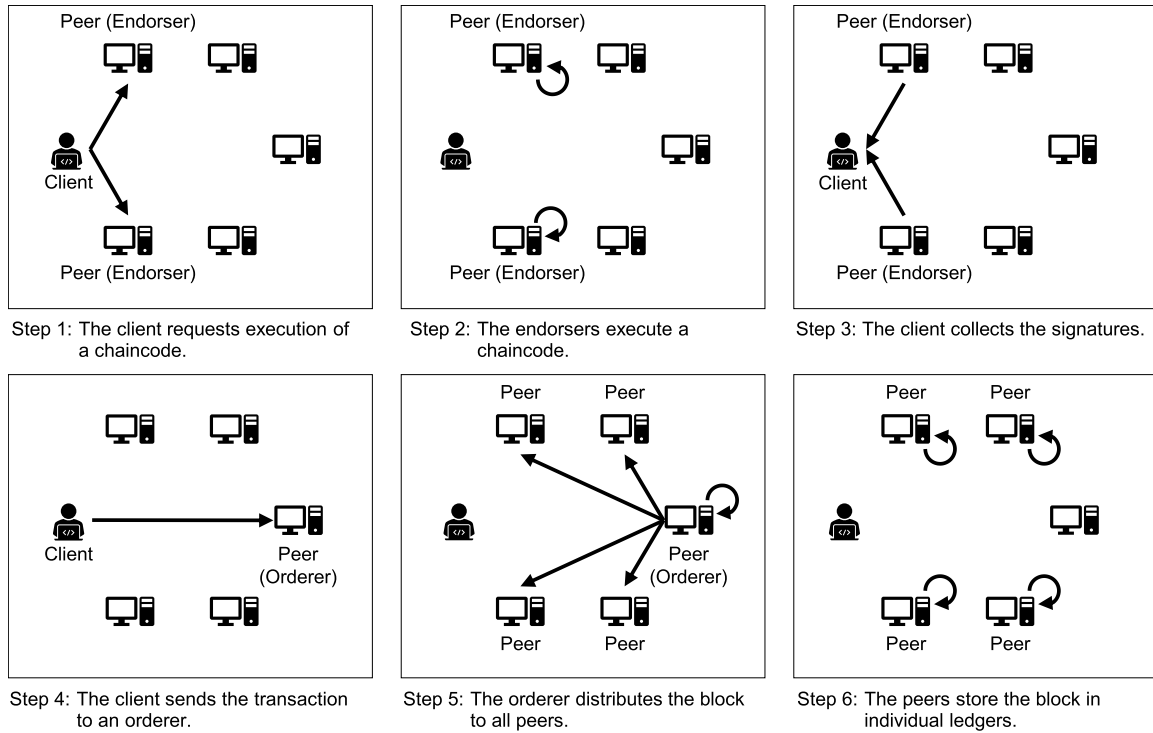 Peer (Endorser)
Client
Peer (Endorser)
Step 1: The client requests execution of
a chaincode.
Peer (Endorser)
Peer (Endorser)
Step 2: The endorsers execute a
chaincode.
Peer (Endorser)
Client
Peer (Endorser)
Step 3: The client collects the signatures.
Client
Peer
(Orderer)
Step 4: The client sends the transaction
to an orderer.
Peer Peer
Peer
(Orderer)
Peer Peer
Step 5: The orderer distributes the block
to all peers.
Peer Peer
Peer Peer
Step 6: The peers store the block in
individual ledgers.